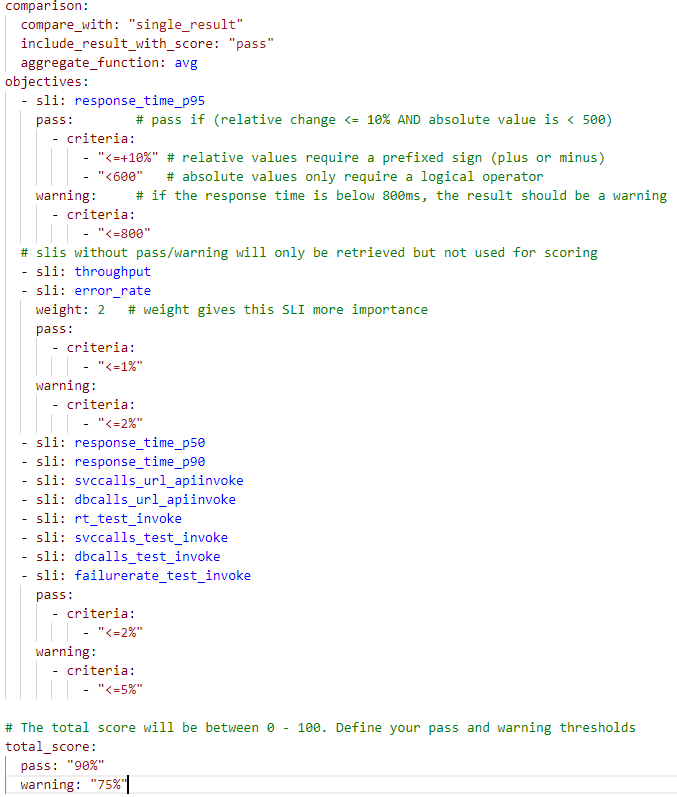 comparison:
  compare_with: "single_result"
  include_result_with_score: "pass"
  aggregate_function: avg
objectives:
  - sli: response_time_p95
    pass:        # pass if (relative change <= 10% AND absolute value is < 500)
      - criteria:
          - "<=+10%" # relative values require a prefixed sign (plus or minus)
          - "<600"   # absolute values only require a logical operator
    warning:     # if the response time is below 800ms, the result should be a warning
      - criteria:
          - "<=800"
  # slis without pass/warning will only be retrieved but not used for scoring
  - sli: throughput
  - sli: error_rate
    weight: 2   # weight gives this SLI more importance
    pass:
      - criteria:
          - "<=1%"
    warning:
      - criteria:
          - "<=2%"
  - sli: response_time_p50
  - sli: response_time_p90
  - sli: svccalls_url_apiinvoke
  - sli: dbcalls_url_apiinvoke
  - sli: rt_test_invoke
  - sli: svccalls_test_invoke
  - sli: dbcalls_test_invoke
  - sli: failurerate_test_invoke
    pass:
      - criteria:
          - "<=2%"
    warning:
      - criteria:
          - "<=5%"

# The total score will be between 0 - 100. Define your pass and warning thresholds
total_score:
  pass: "90%"
  warning: "75%"